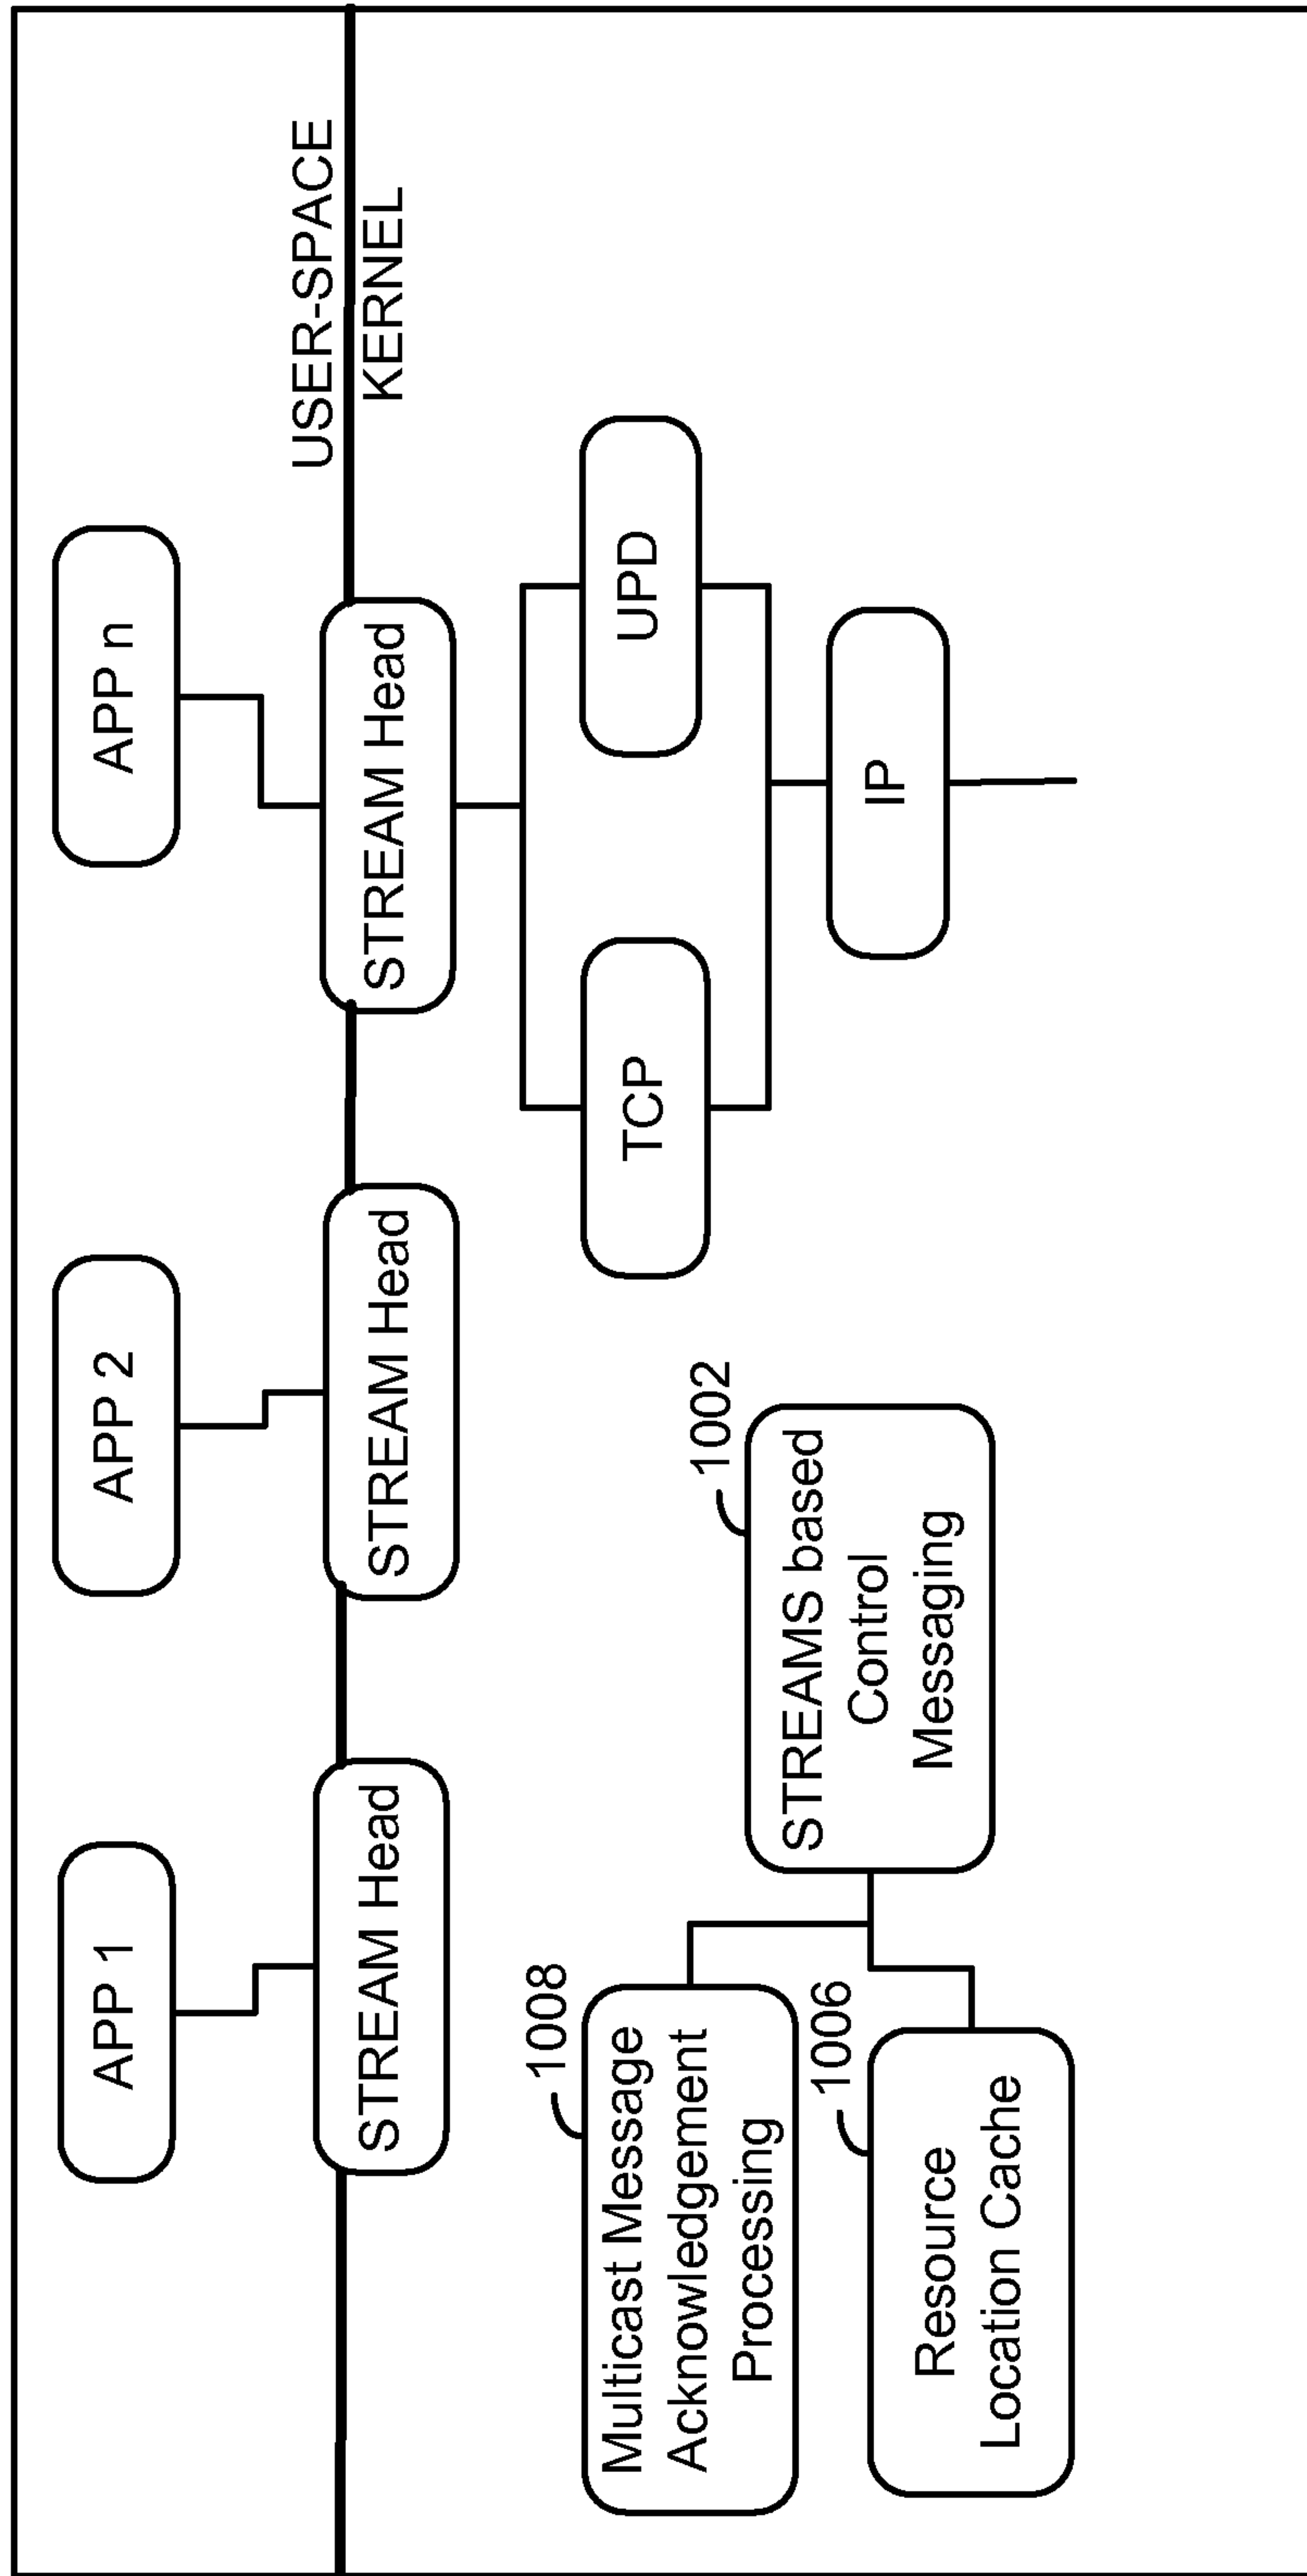 APP 1
APP 2
APP n
USER-SPACE
STREAM Head
STREAM Head
STREAM Head
KERNEL
1008
Multicast Message
Acknowledgement
Processing
TCP
UPD
1002
STREAMS based
Control
Messaging
1006
Resource
Location Cache
IP